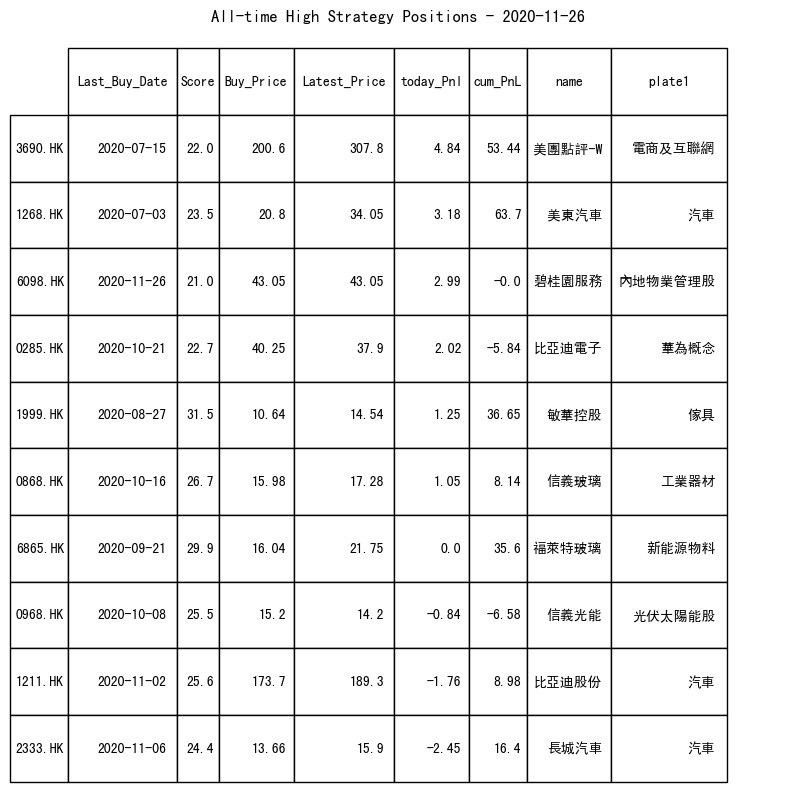 All-time High Strategy Positions - 2020-11-26
Last_Buy_Date Score Buy_Price Latest_Price today_Pnl cum_PnL name plate1
3690.HK 2020-07-15 22.0 200.6 307.8 4.84 53.44 美團點評-W 電商及互聯網
1268.HK 2020-07-03 23.5 20.8 34.05 3.18 63.7 美東汽車 汽車
6098.HK 2020-11-26 21.0 43.05 43.05 2.99 -0.0 碧桂園服務 內地物業管理股
0285.HK 2020-10-21 22.7 40.25 37.9 2.02 -5.84 比亞迪電子 華為概念
1999.HK 2020-08-27 31.5 10.64 14.54 1.25 36.65 敏華控股 傢具
0868.HK 2020-10-16 26.7 15.98 17.28 1.05 8.14 信義玻璃 工業器材
6865.HK 2020-09-21 29.9 16.04 21.75 0.0 35.6 福萊特玻璃 新能源物料
0968.HK 2020-10-08 25.5 15.2 14.2 -0.84 -6.58 信義光能 光伏太陽能股
1211.HK 2020-11-02 25.6 173.7 189.3 -1.76 8.98 比亞迪股份 汽車
2333.HK 2020-11-06 24.4 13.66 15.9 -2.45 16.4 長城汽車 汽車